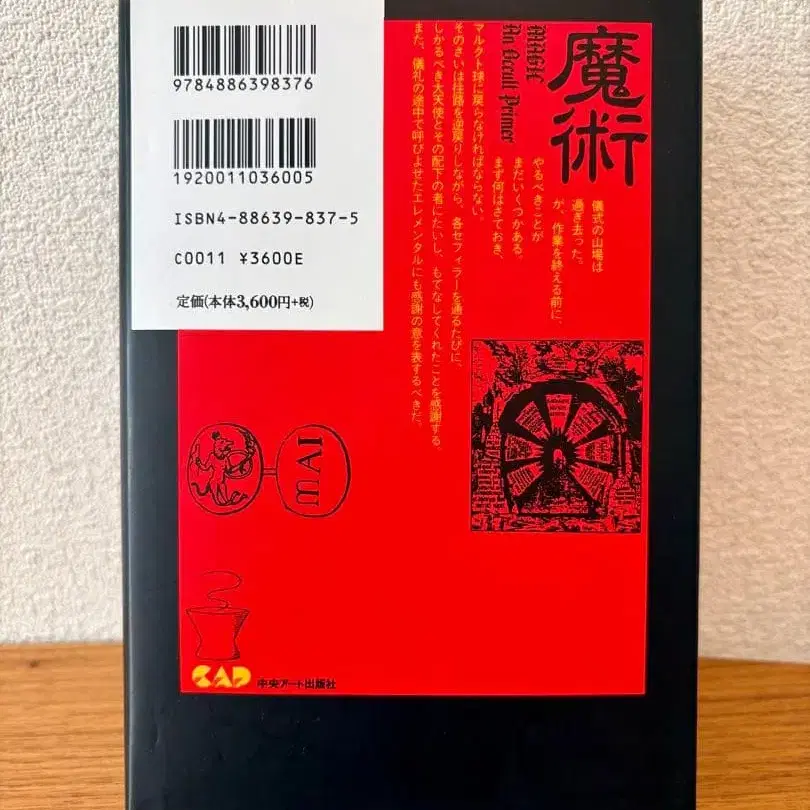 9784886398376
1920011036005
ISBN4-88639-837-5
C0011 ¥3600E
定価(本体3,600円+税)
魔術
MAGIC
An Occult Primer
儀式の山場は
過ぎ去った。
が、作業を終える前に、
やるべきことが
まだいくつかある。
まず何はさておき、
マルクト球に戻らなければならない。
そのさいは径路を逆戻りしながら、各セフィラーを通るたびに、
しかるべき大天使とその配下の者にたいし、もてなしてくれたことを感謝する。
また、儀礼の途中で呼びよせたエレメンタルにも感謝の意を表するべきだ。
CAP
中央アート出版社